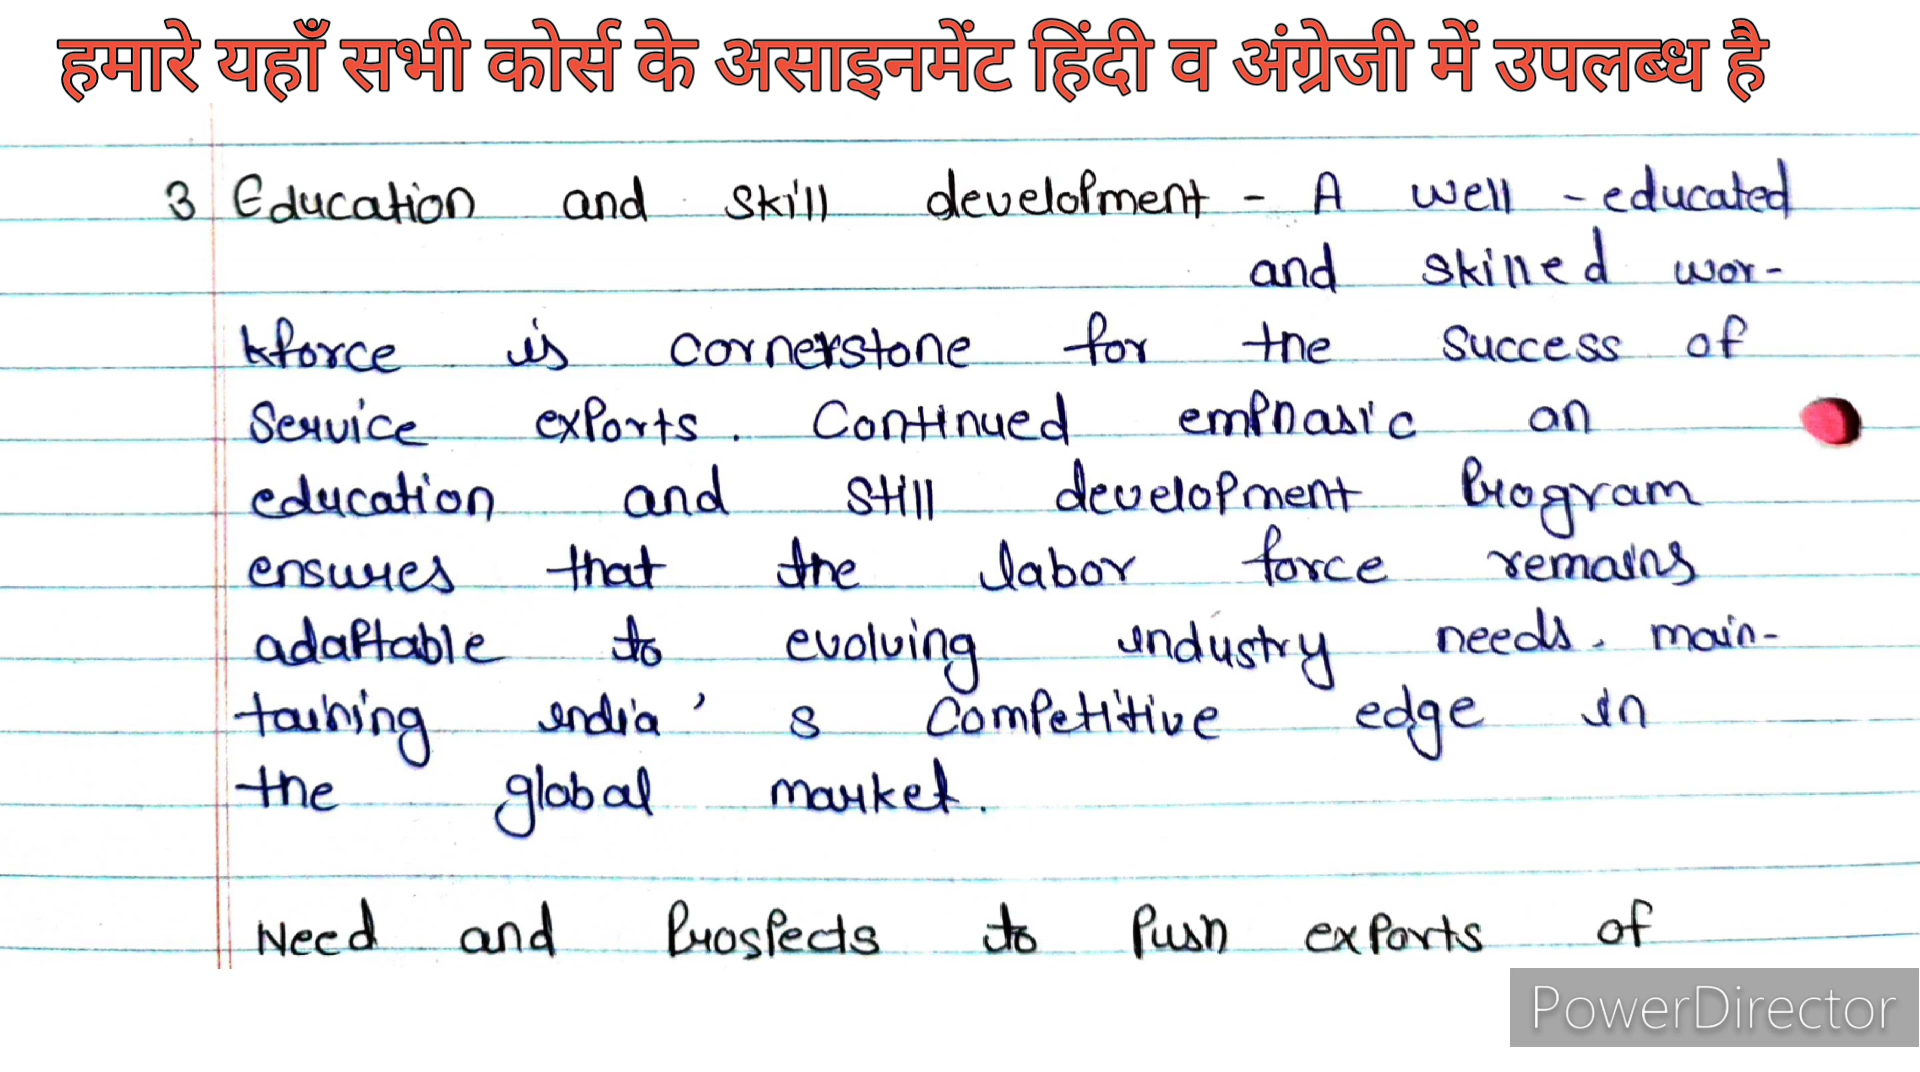 हमारे यहाँ सभी कोर्स के असाइनमेंट हिंदी व अंग्रेजी में उपलब्ध है
3 Education and skill development - A well - educated
and skilled wor-
kforce is cornerstone for the success of
Service exports. Continued emphasic on
education and still development Program
ensures that the labor force remains
adaptable to evolving industry needs. main-
taining india's Competitive edge in
the global market.
Need and Prospects to Push exports of
PowerDirector